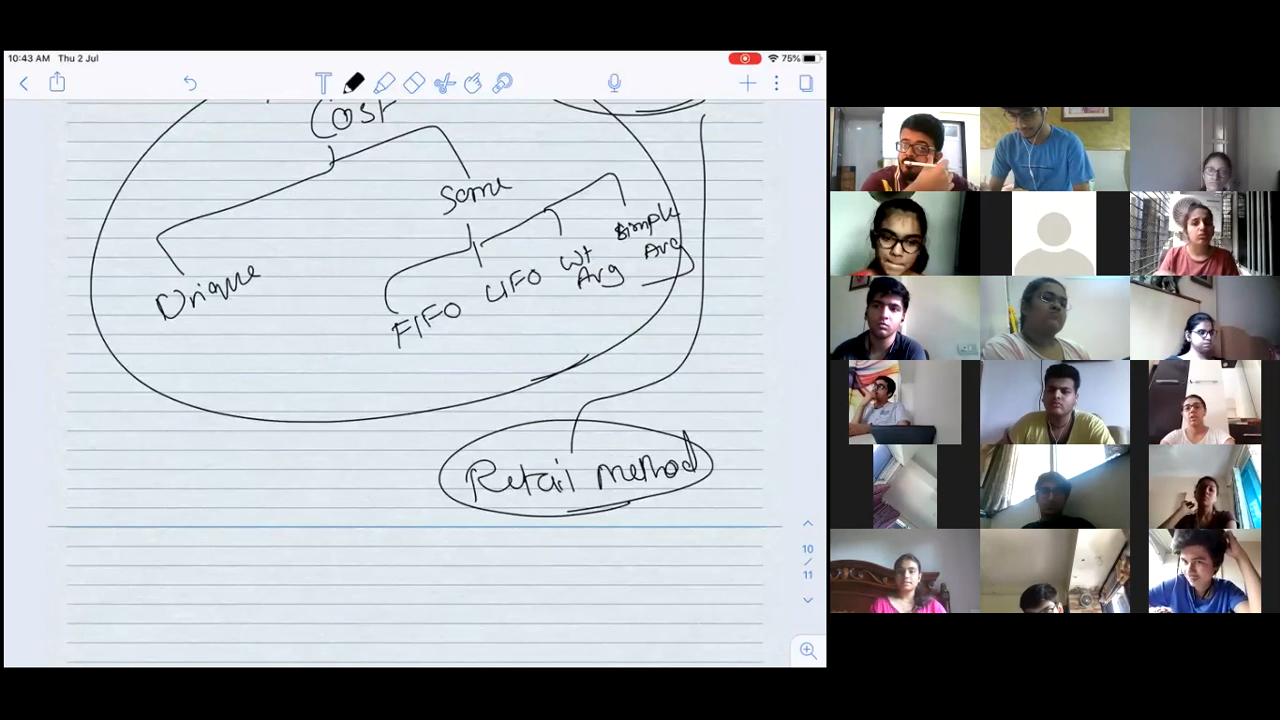 10:43 AM Thu 2 Jul
75%
T
Cost
Same
Unique
FIFO
LIFO
Wt
Avg
Simple
Avg
Retail method
10
/
11